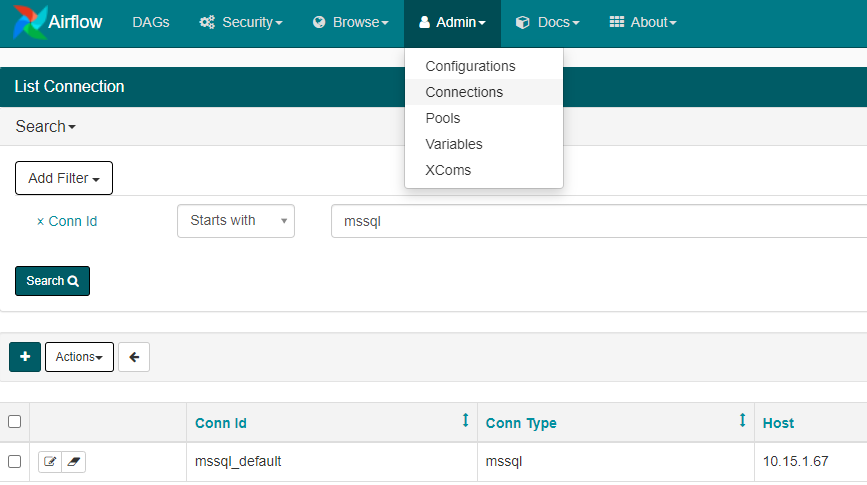 Airflow DAGs Security Browse Admin Docs About
Configurations
Connections
Pools
Variables
XComs
List Connection
Search
Add Filter
× Conn Id Starts with mssql
Search
+ Actions
Conn Id Conn Type Host
mssql_default mssql 10.15.1.67